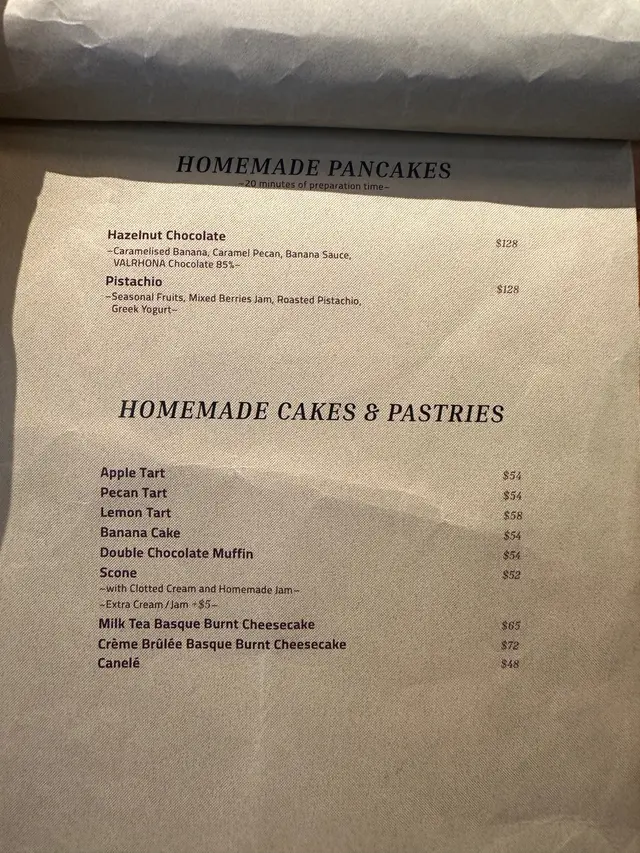 HOMEMADE PANCAKES
~20 minutes of preparation time~
Hazelnut Chocolate $128
~Caramelised Banana, Caramel Pecan, Banana Sauce,
VALRHONA Chocolate 85%~
Pistachio $128
~Seasonal Fruits, Mixed Berries Jam, Roasted Pistachio,
Greek Yogurt~
HOMEMADE CAKES & PASTRIES
Apple Tart $54
Pecan Tart $54
Lemon Tart $58
Banana Cake $54
Double Chocolate Muffin $54
Scone $52
~with Clotted Cream and Homemade Jam~
~Extra Cream / Jam +$5~
Milk Tea Basque Burnt Cheesecake $65
Crème Brûlée Basque Burnt Cheesecake $72
Canelé $48